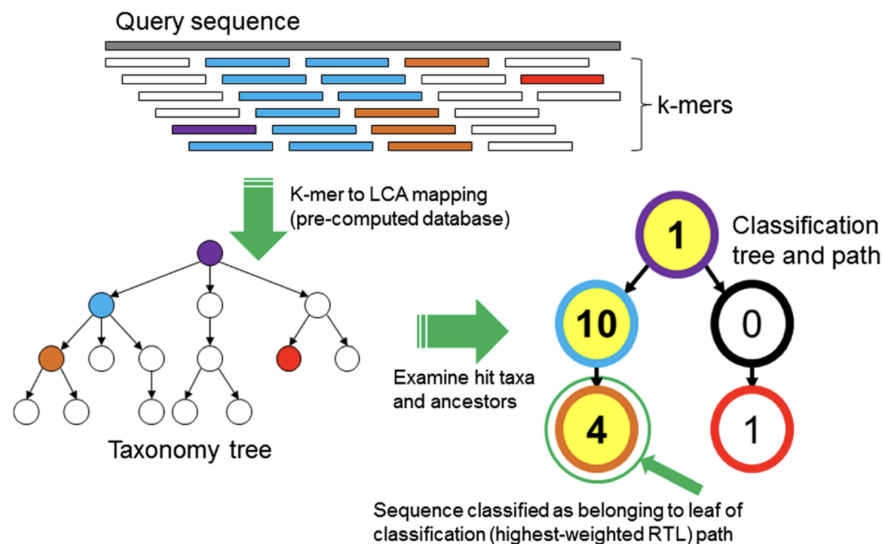 Query sequence
k-mers
K-mer to LCA mapping
(pre-computed database)
Classification
tree and path
1
10
0
4
1
Examine hit taxa
and ancestors
Taxonomy tree
Sequence classified as belonging to leaf of
classification (highest-weighted RTL) path